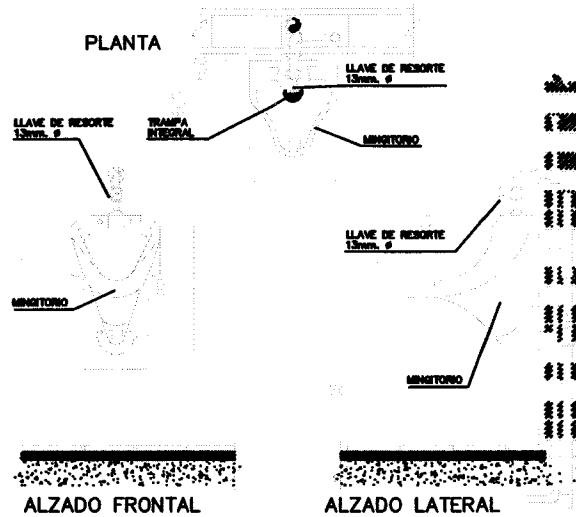 PLANTA
LLAVE DE RESORTE
13mm. ø
LLAVE DE RESORTE
13mm. ø
TRAMPA
INTEGRAL
MINGITORIO
LLAVE DE RESORTE
13mm. ø
MINGITORIO
MINGITORIO
ALZADO FRONTAL
ALZADO LATERAL